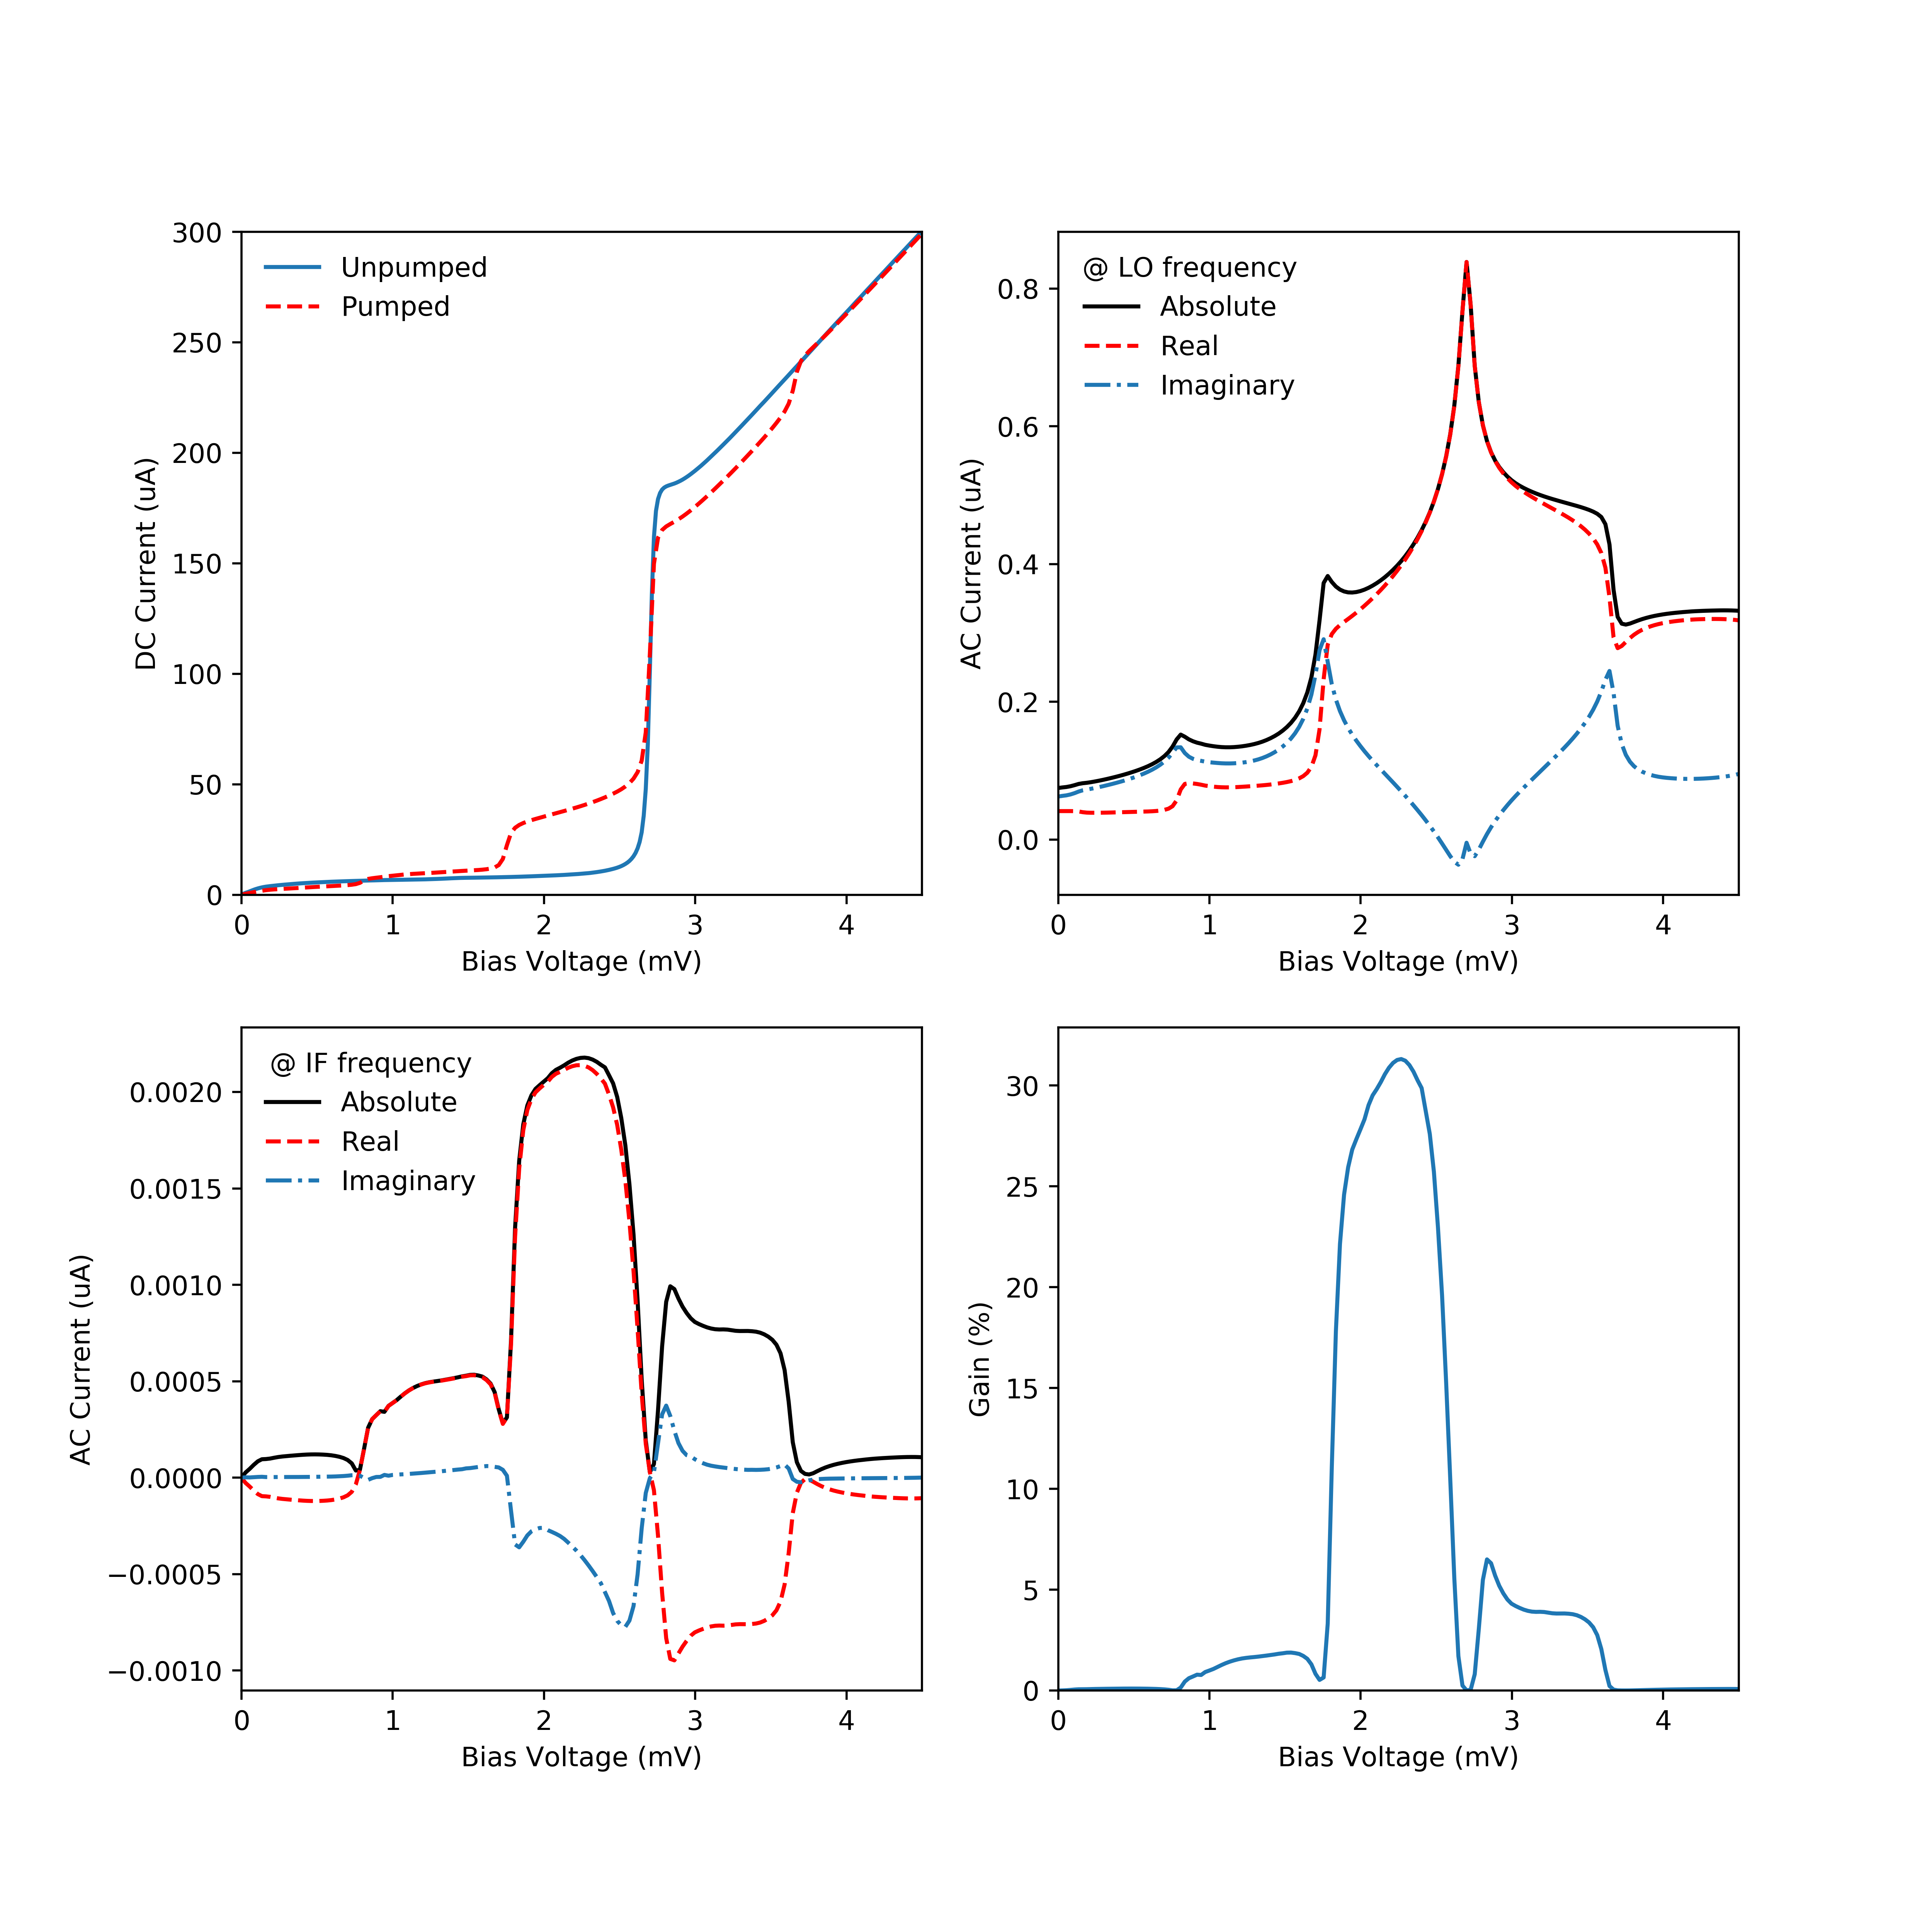 300
250
200
150
100
50
0
DC Current (uA)
Unpumped
Pumped
0 1 2 3 4
Bias Voltage (mV)
0.8
0.6
0.4
0.2
0.0
AC Current (uA)
@ LO frequency
Absolute
Real
Imaginary
0 1 2 3 4
Bias Voltage (mV)
0.0020
0.0015
0.0010
0.0005
0.0000
−0.0005
−0.0010
AC Current (uA)
@ IF frequency
Absolute
Real
Imaginary
0 1 2 3 4
Bias Voltage (mV)
30
25
20
15
10
5
0
Gain (%)
0 1 2 3 4
Bias Voltage (mV)